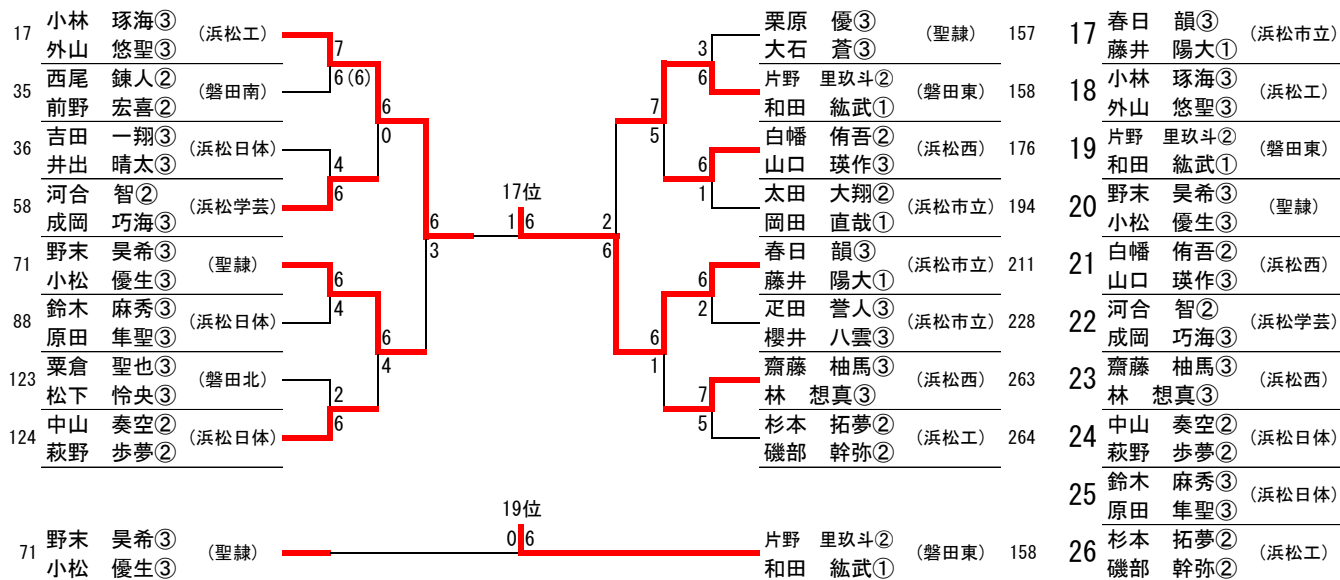 17 小林　琢海③ (浜松工)
外山　悠聖③
7
6(6)
35 西尾　錬人② (磐田南)
前野　宏喜②
6
0
36 吉田　一翔③ (浜松日体)
井出　晴太③
4
6
58 河合　智② (浜松学芸)
成岡　巧海③
6
3
71 野末　昊希③ (聖隷)
小松　優生③
6
4
88 鈴木　麻秀③ (浜松日体)
原田　隼聖③
6
4
123 粟倉　聖也③ (磐田北)
松下　怜央③
2
6
124 中山　奏空② (浜松日体)
萩野　歩夢②
17位
1 6
栗原　優③ (聖隷) 157
大石　蒼③
3
6
片野　里玖斗② (磐田東) 158
和田　紘武①
7
5
白幡　侑吾② (浜松西) 176
山口　瑛作③
6
1
太田　大翔② (浜松市立) 194
岡田　直哉①
2
6
春日　韻③ (浜松市立) 211
藤井　陽大①
6
2
疋田　誉人③ (浜松市立) 228
櫻井　八雲③
6
1
齋藤　柚馬③ (浜松西) 263
林　想真③
7
5
杉本　拓夢② (浜松工) 264
磯部　幹弥②
19位
71 野末　昊希③ (聖隷)
小松　優生③
0 6
片野　里玖斗② (磐田東) 158
和田　紘武①
17 春日　韻③ (浜松市立)
藤井　陽大①
18 小林　琢海③ (浜松工)
外山　悠聖③
19 片野　里玖斗② (磐田東)
和田　紘武①
20 野末　昊希③ (聖隷)
小松　優生③
21 白幡　侑吾② (浜松西)
山口　瑛作③
22 河合　智② (浜松学芸)
成岡　巧海③
23 齋藤　柚馬③ (浜松西)
林　想真③
24 中山　奏空② (浜松日体)
萩野　歩夢②
25 鈴木　麻秀③ (浜松日体)
原田　隼聖③
26 杉本　拓夢② (浜松工)
磯部　幹弥②